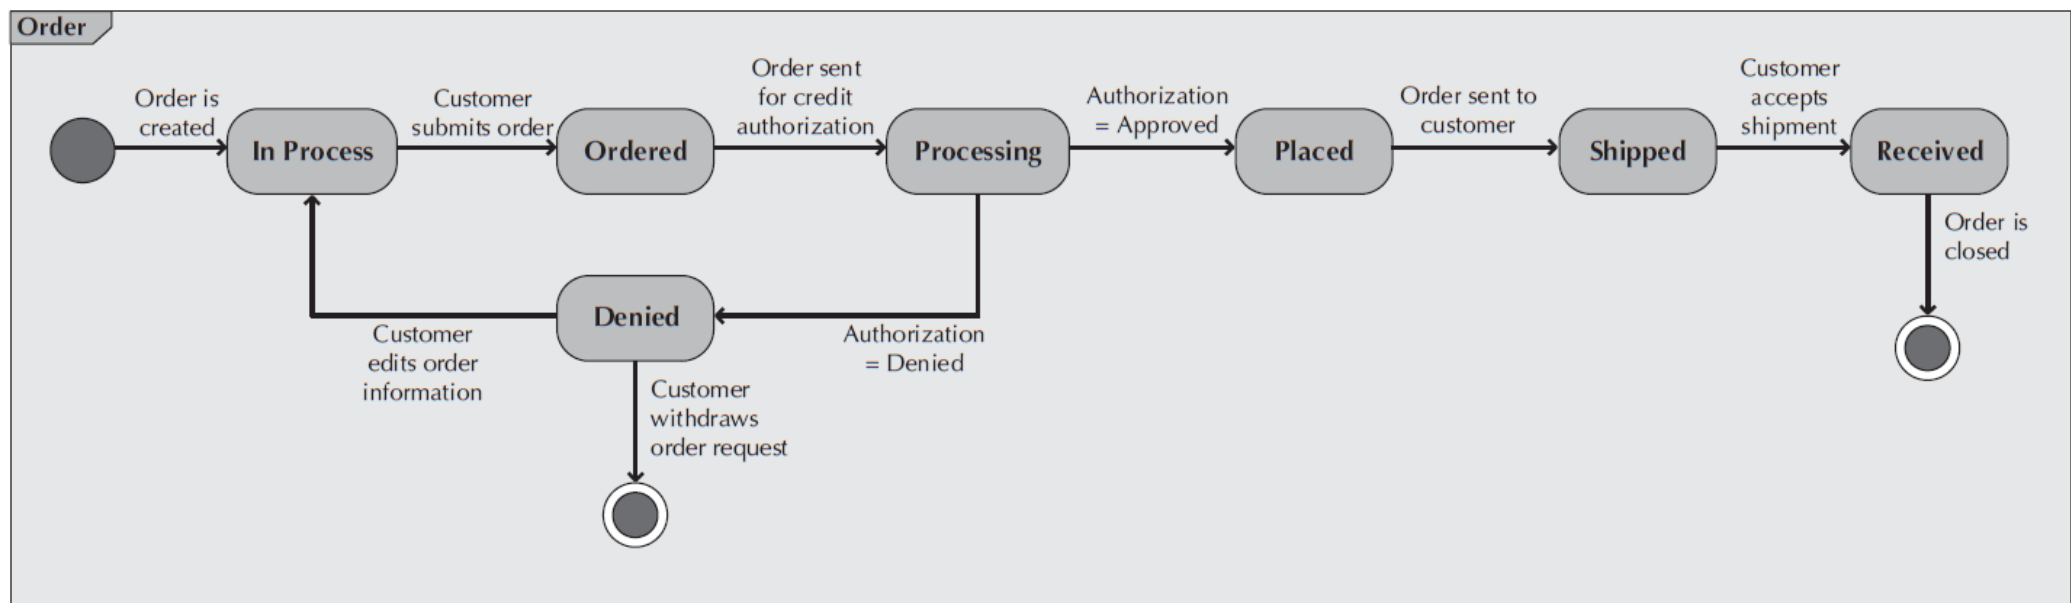 Order
Order is
created
In Process
Customer
submits order
Ordered
Order sent
for credit
authorization
Processing
Authorization
= Approved
Placed
Order sent to
customer
Shipped
Customer
accepts
shipment
Received
Order is
closed
Authorization
= Denied
Denied
Customer
edits order
information
Customer
withdraws
order request